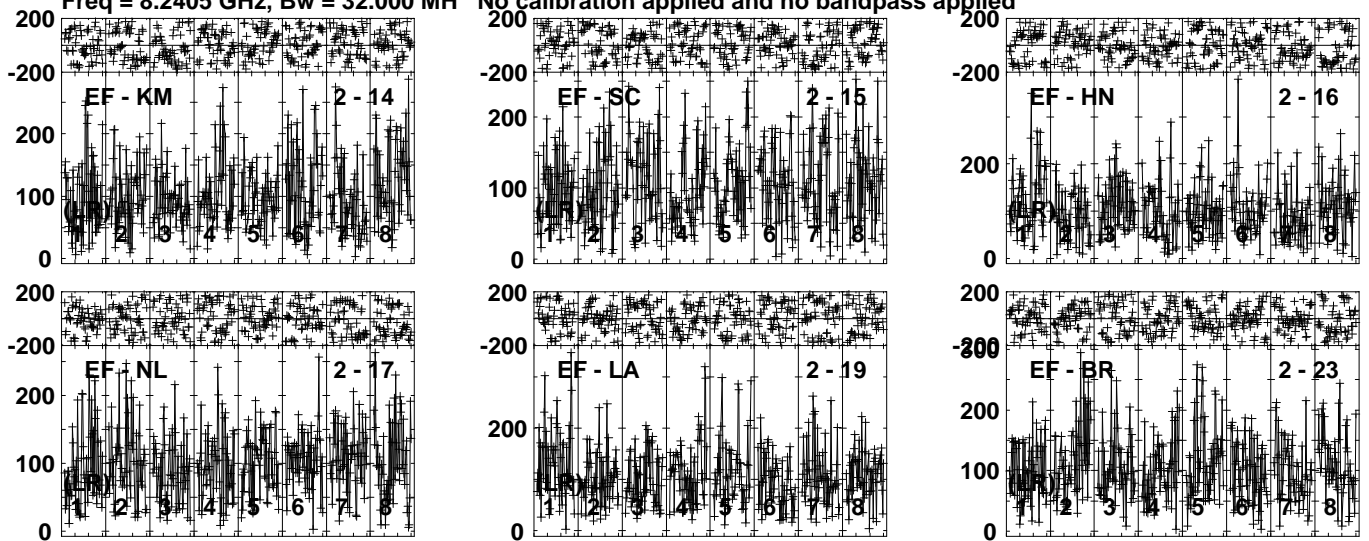 Freq = 8.2405 GHz, Bw = 32.000 MH No calibration applied and no bandpass applied
200 200 200
-200 -200 -200
EF - KM 2 - 14 EF - SC 2 - 15 EF - HN 2 - 16
200 200 200
100 100 100
(LR) (LR) (LR)
1 2 3 4 5 6 7 8 1 2 3 4 5 6 7 8 1 2 3 4 5 6 7 8
0 0 0
200 200 200
-200 -200 -200
300
EF - NL 2 - 17 EF - LA 2 - 19 EF - BR 2 - 23
200 200 200
100 100
(LR) (LR) (LR)
1 2 3 4 5 6 7 8 1 2 3 4 5 6 7 8 1 2 3 4 5 6 7 8
0 0 0